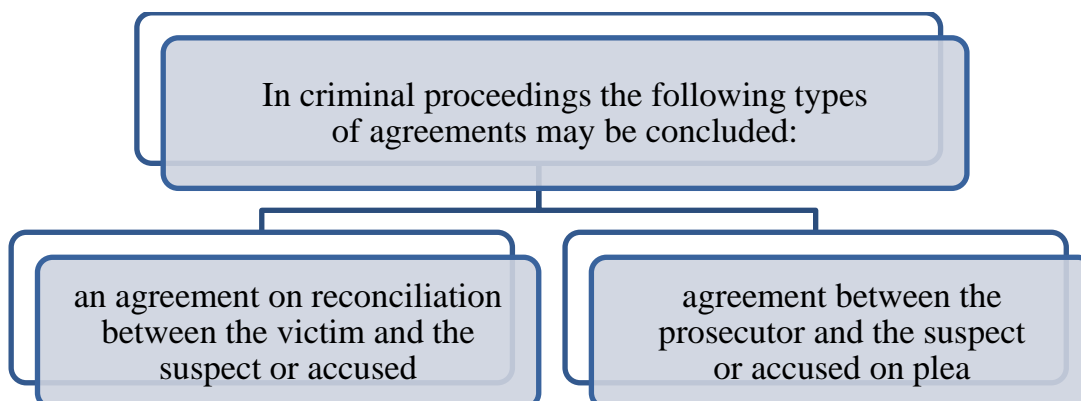 In criminal proceedings the following types
of agreements may be concluded:
an agreement on reconciliation
between the victim and the
suspect or accused
agreement between the
prosecutor and the suspect
or accused on plea